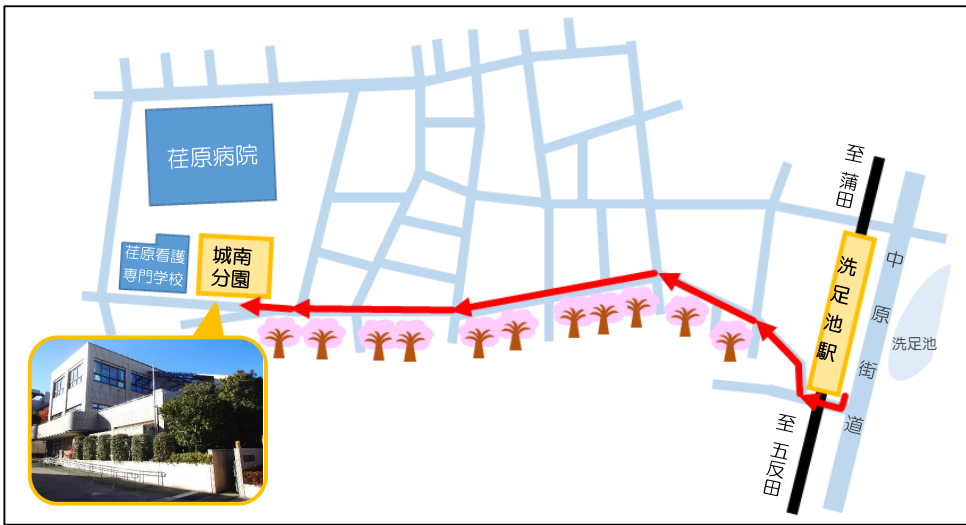 荏原病院
荏原看護
専門学校
城南
分園
至 蒲田
洗足池駅
中原街道
洗足池
至 五反田